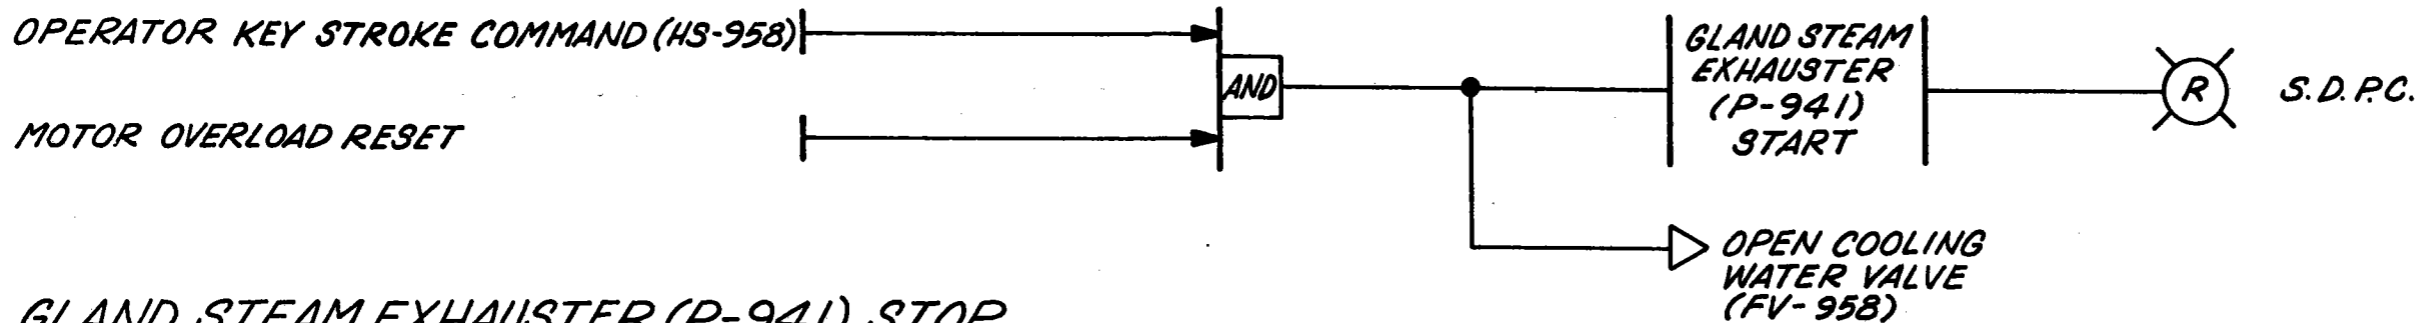 OPERATOR KEY STROKE COMMAND (HS-958)
MOTOR OVERLOAD RESET
AND
GLAND STEAM
EXHAUSTER
(P-941)
START
R
S.D.P.C.
OPEN COOLING
WATER VALVE
(FV-958)
GLAND STEAM EXHAUSTER (P-941) STOP